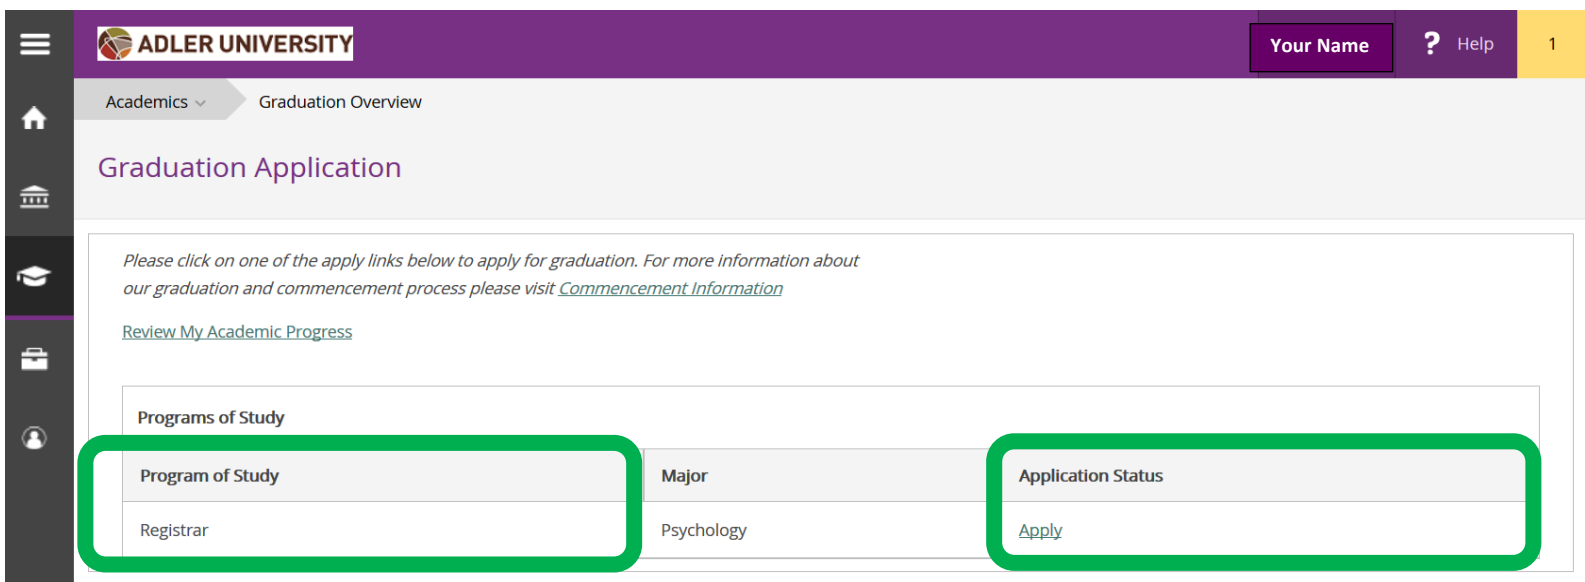 ADLER UNIVERSITY
Your Name
? Help
1
Academics
Graduation Overview
Graduation Application
Please click on one of the apply links below to apply for graduation. For more information about
our graduation and commencement process please visit Commencement Information
Review My Academic Progress
Programs of Study
Program of Study
Major
Application Status
Registrar
Psychology
Apply